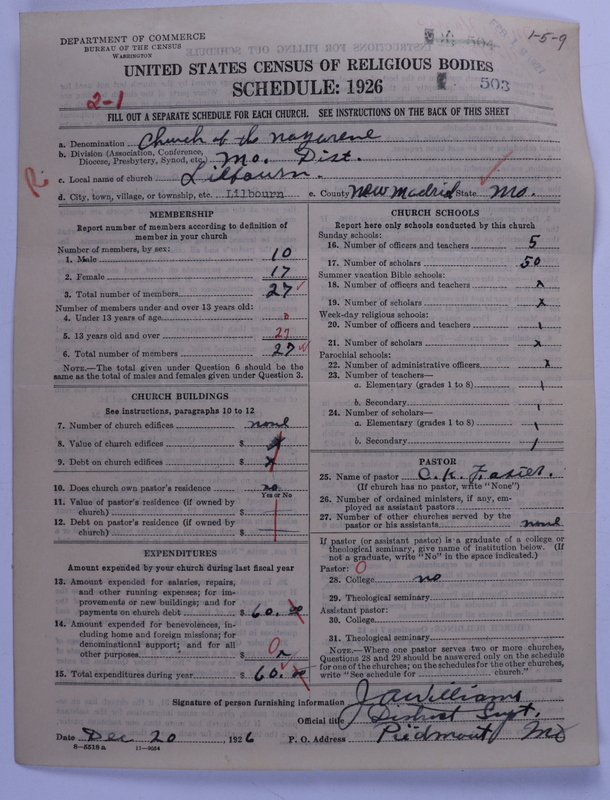 DEPARTMENT OF COMMERCE
BUREAU OF THE CENSUS
WASHINGTON
1-5-9
503
UNITED STATES CENSUS OF RELIGIOUS BODIES
SCHEDULE: 1926
2-1
FILL OUT A SEPARATE SCHEDULE FOR EACH CHURCH. SEE INSTRUCTIONS ON THE BACK OF THIS SHEET
a. Denomination Church of the Nazarene
b. Division (Association, Conference, Diocese, Presbytery, Synod, etc.) Mo. Dist.
c. Local name of church Lilbourn.
d. City, town, village, or township, etc. Lilbourn e. County New Madrid State Mo.
MEMBERSHIP
Report number of members according to definition of
member in your church
Number of members, by sex:
1. Male 10
2. Female 17
3. Total number of members 27
Number of members under and over 13 years old:
4. Under 13 years of age 0
5. 13 years old and over 27
6. Total number of members 27
NOTE.—The total given under Question 6 should be
same as the total of males and females given under Question 3.
CHURCH BUILDINGS
See instructions, paragraphs 10 to 12
7. Number of church edifices none
8. Value of church edifices $ x
9. Debt on church edifices $ x
10. Does church own pastor's residence no
Yes or No
11. Value of pastor's residence (if owned by
church) $
12. Debt on pastor's residence (if owned by
church) $
EXPENDITURES
Amount expended by your church during last fiscal year
13. Amount expended for salaries, repairs,
and other running expenses; for im-
provements or new buildings; and for
payments on church debt $ 60.
14. Amount expended for benevolences, in-
cluding home and foreign missions; for
denominational support; and for all
other purposes $ 0
15. Total expenditures during year $ 60.
CHURCH SCHOOLS
Report here only schools conducted by this church
Sunday schools:
16. Number of officers and teachers 5
17. Number of scholars 50
Summer vacation Bible schools:
18. Number of officers and teachers x
19. Number of scholars x
Week-day religious schools:
20. Number of officers and teachers
21. Number of scholars x
Parochial schools:
22. Number of administrative officers x
23. Number of teachers—
a. Elementary (grades 1 to 8)
b. Secondary
24. Number of scholars—
a. Elementary (grades 1 to 8)
b. Secondary
PASTOR
25. Name of pastor C. K.
(If church has no pastor, write "None")
26. Number of ordained ministers, if any, em-
ployed as assistant pastors
27. Number of other churches served by the
pastor or his assistants none
If pastor (or assistant pastor) is a graduate of a college or
theological seminary, give name of institution below. (If
not a graduate, write "No" in the space indicated.)
Pastor: 0
28. College no
29. Theological seminary
Assistant pastor:
30. College
31. Theological seminary
NOTE.—Where one pastor serves two or more churches,
Questions 28 and 29 should be answered only on the schedule
for one of the churches; on the schedules for the other churches,
write "See schedule for church."
Signature of person furnishing information J A Williams
Official title District Supt.
Date Dec 20, 1926 P. O. Address Piedmont, Mo
8—5518a 11—9064